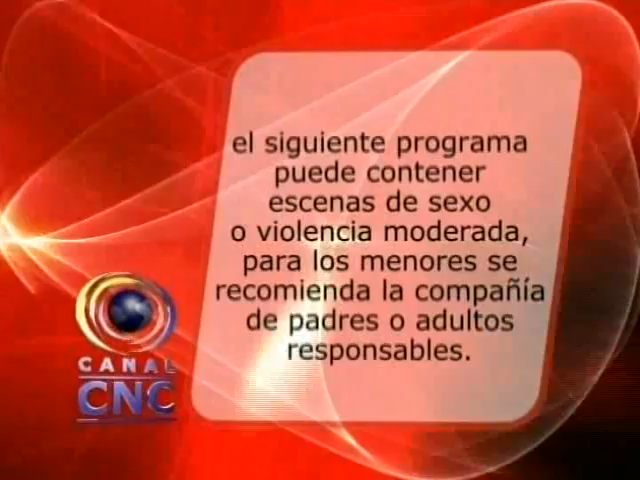 el siguiente programa
puede contener
escenas de sexo
o violencia moderada,
para los menores se
recomienda la compañía
de padres o adultos
responsables.
CANAL
CNC